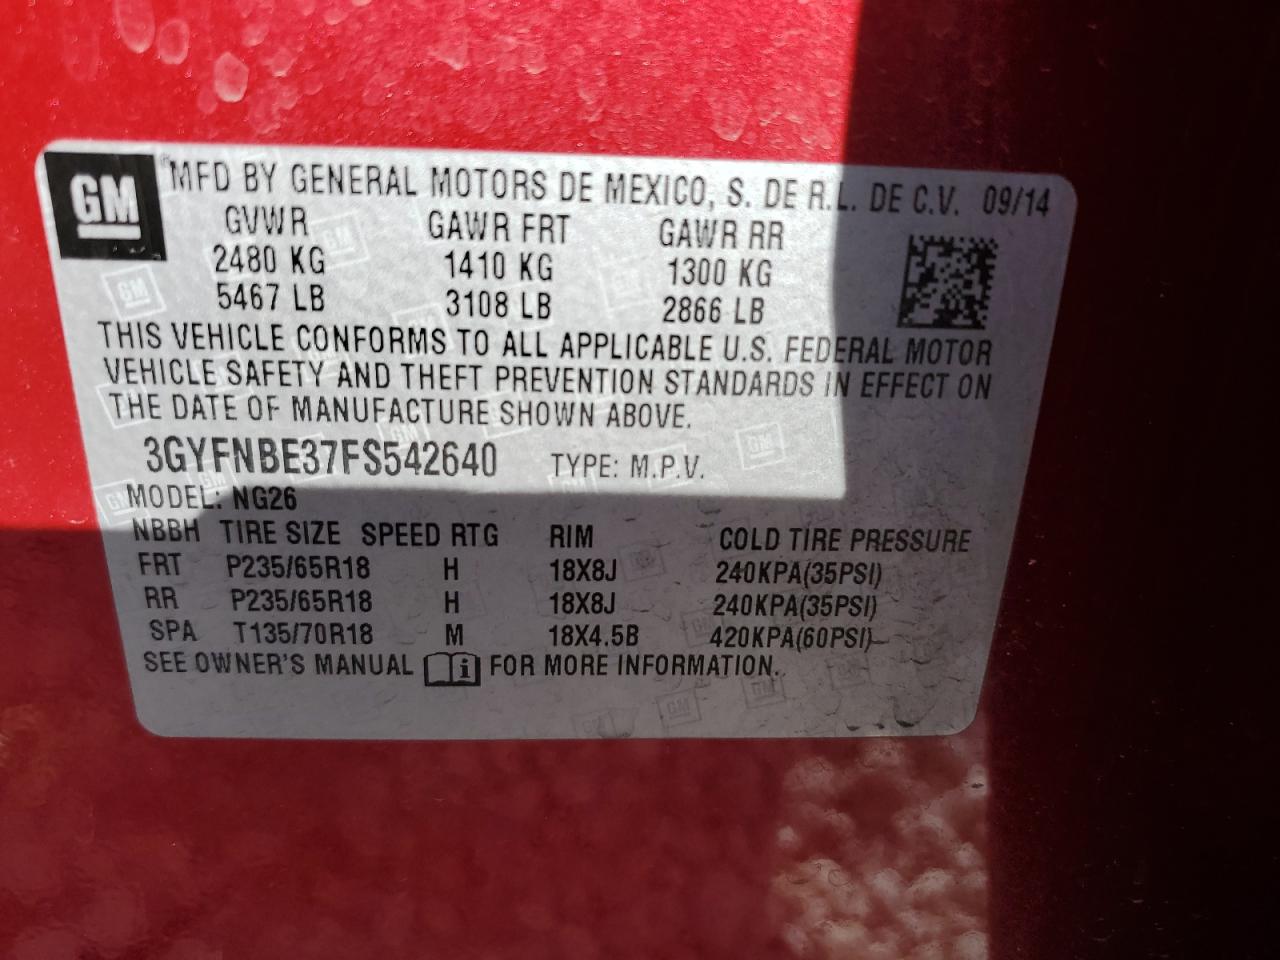 GM MFD BY GENERAL MOTORS DE MEXICO, S. DE R.L. DE C.V. 09/14
GVWR GAWR FRT GAWR RR
2480 KG 1410 KG 1300 KG
5467 LB 3108 LB 2866 LB
THIS VEHICLE CONFORMS TO ALL APPLICABLE U.S. FEDERAL MOTOR
VEHICLE SAFETY AND THEFT PREVENTION STANDARDS IN EFFECT ON
THE DATE OF MANUFACTURE SHOWN ABOVE.
3GYFNBE37FS542640 TYPE: M.P.V.
MODEL: NG26
NBBH TIRE SIZE SPEED RTG RIM COLD TIRE PRESSURE
FRT P235/65R18 H 18X8J 240KPA(35PSI)
RR P235/65R18 H 18X8J 240KPA(35PSI)
SPA T135/70R18 M 18X4.5B 420KPA(60PSI)
SEE OWNER'S MANUAL i FOR MORE INFORMATION.